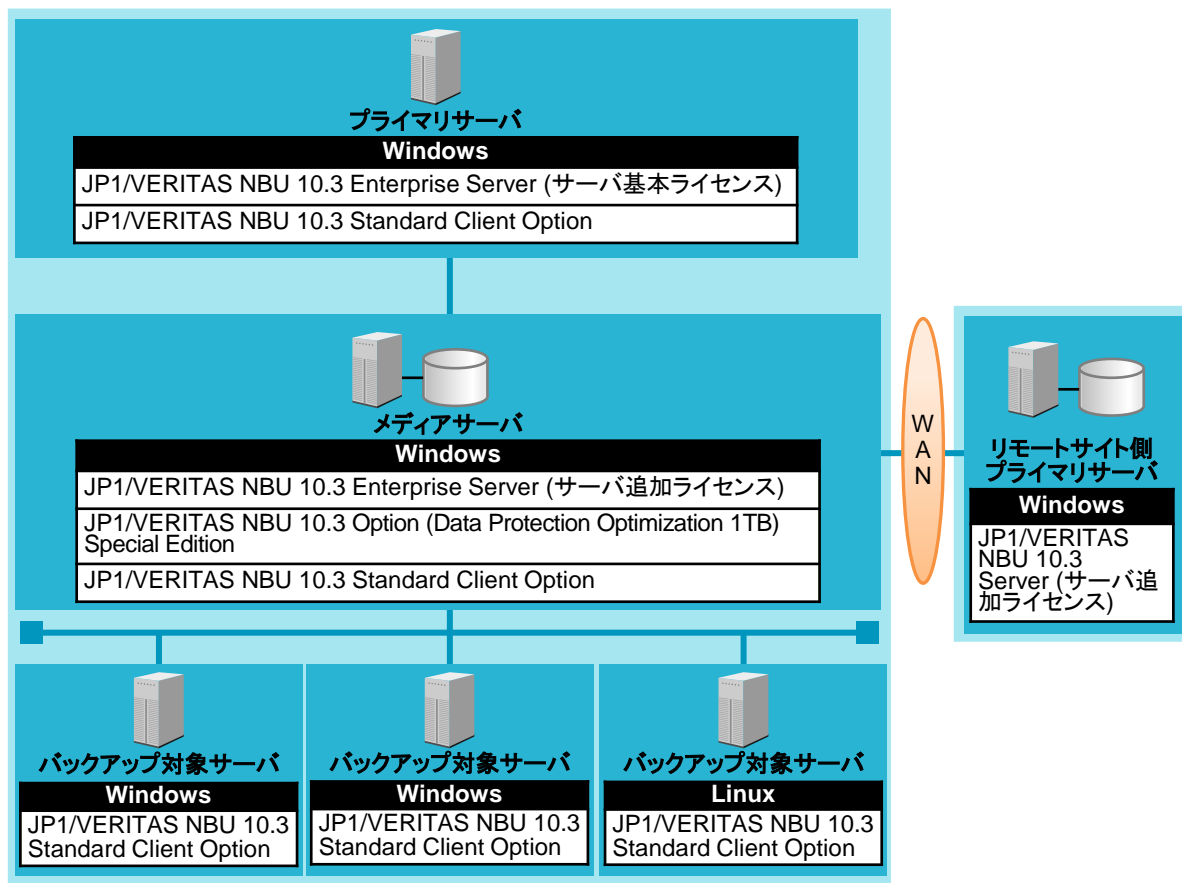 プライマリサーバ
Windows
JP1/VERITAS NBU 10.3 Enterprise Server (サーバ基本ライセンス)
JP1/VERITAS NBU 10.3 Standard Client Option
メディアサーバ
Windows
JP1/VERITAS NBU 10.3 Enterprise Server (サーバ追加ライセンス)
JP1/VERITAS NBU 10.3 Option (Data Protection Optimization 1TB)
Special Edition
JP1/VERITAS NBU 10.3 Standard Client Option
W
A
N
リモートサイト側
プライマリサーバ
Windows
JP1/VERITAS
NBU 10.3
Server (サーバ追
加ライセンス)
バックアップ対象サーバ
Windows
JP1/VERITAS NBU 10.3
Standard Client Option
バックアップ対象サーバ
Windows
JP1/VERITAS NBU 10.3
Standard Client Option
バックアップ対象サーバ
Linux
JP1/VERITAS NBU 10.3
Standard Client Option